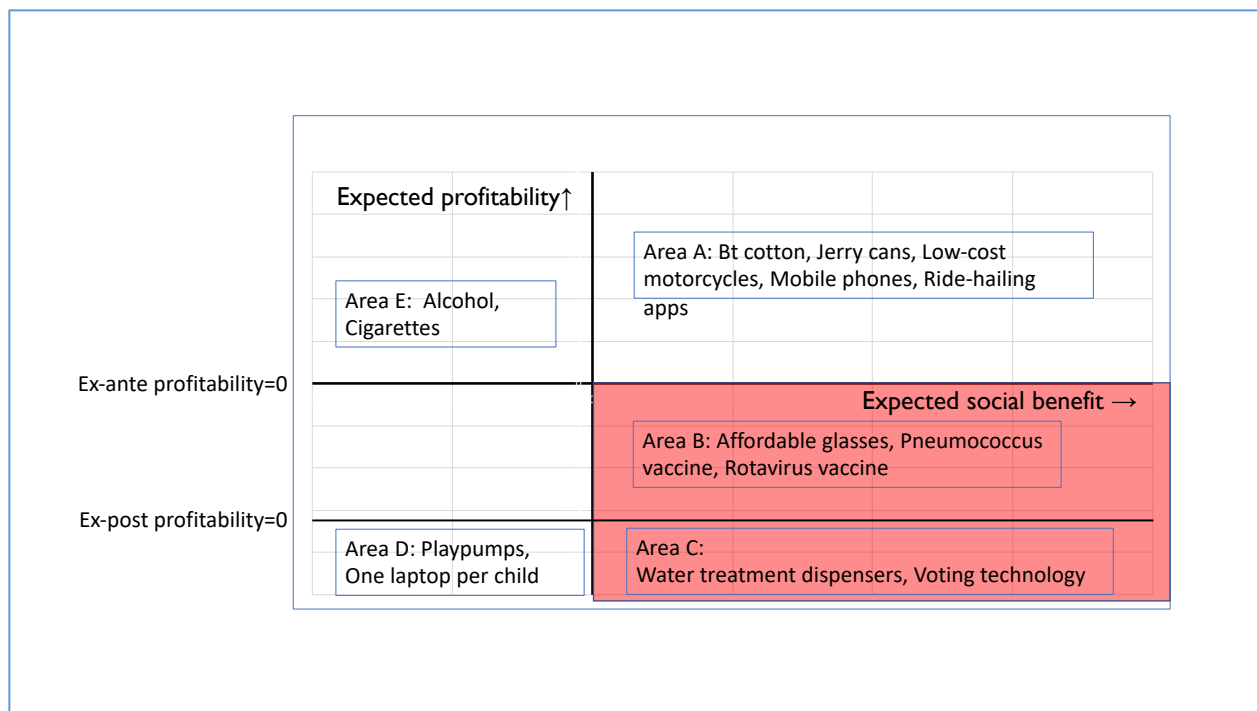 Expected profitability↑
Area A: Bt cotton, Jerry cans, Low-cost
motorcycles, Mobile phones, Ride-hailing
apps
Area E:  Alcohol,
Cigarettes
Ex-ante profitability=0
Expected social benefit →
Area B: Affordable glasses, Pneumococcus
vaccine, Rotavirus vaccine
Ex-post profitability=0
Area D: Playpumps,
One laptop per child
Area C:
Water treatment dispensers, Voting technology